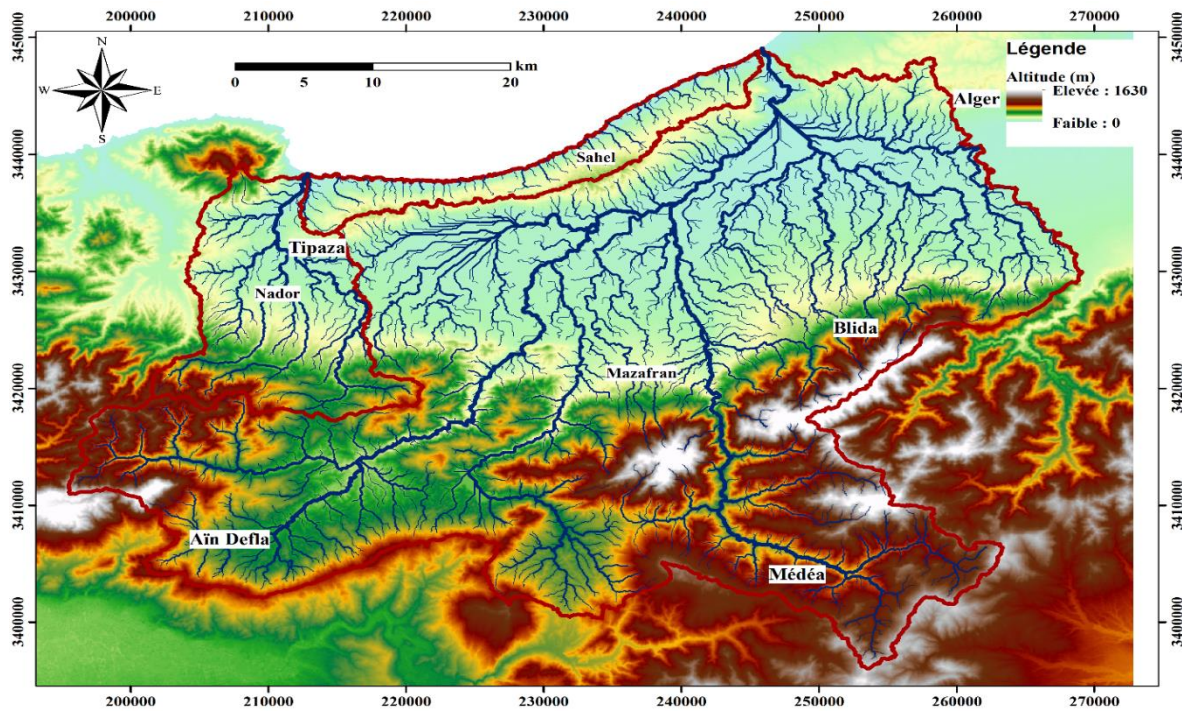 200000 210000 220000 230000 240000 250000 260000 270000
3450000
3440000
3430000
3420000
3410000
3400000
N
W E
S
km
0 5 10 20
Légende
Altitude (m)
Elevée : 1630
Faible : 0
Alger
Sahel
Tipaza
Nador
Blida
Mazafran
Aïn Defla
Médéa
3450000
3440000
3430000
3420000
3410000
3400000
200000 210000 220000 230000 240000 250000 260000 270000